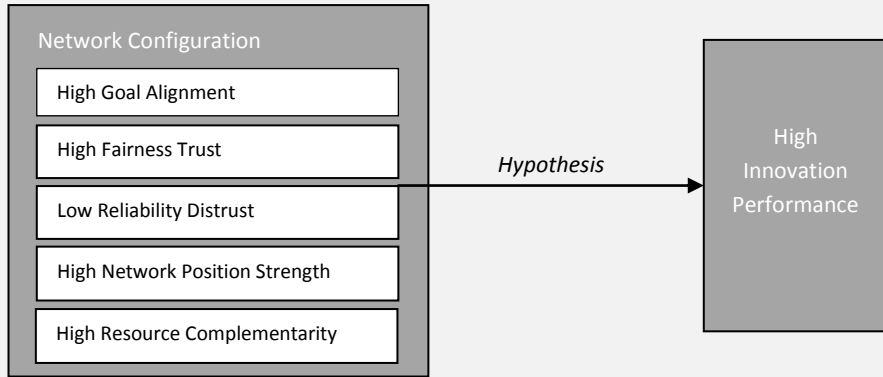 Network Configuration
High Goal Alignment
High Fairness Trust
Low Reliability Distrust
High Network Position Strength
High Resource Complementarity
Hypothesis
High
Innovation
Performance